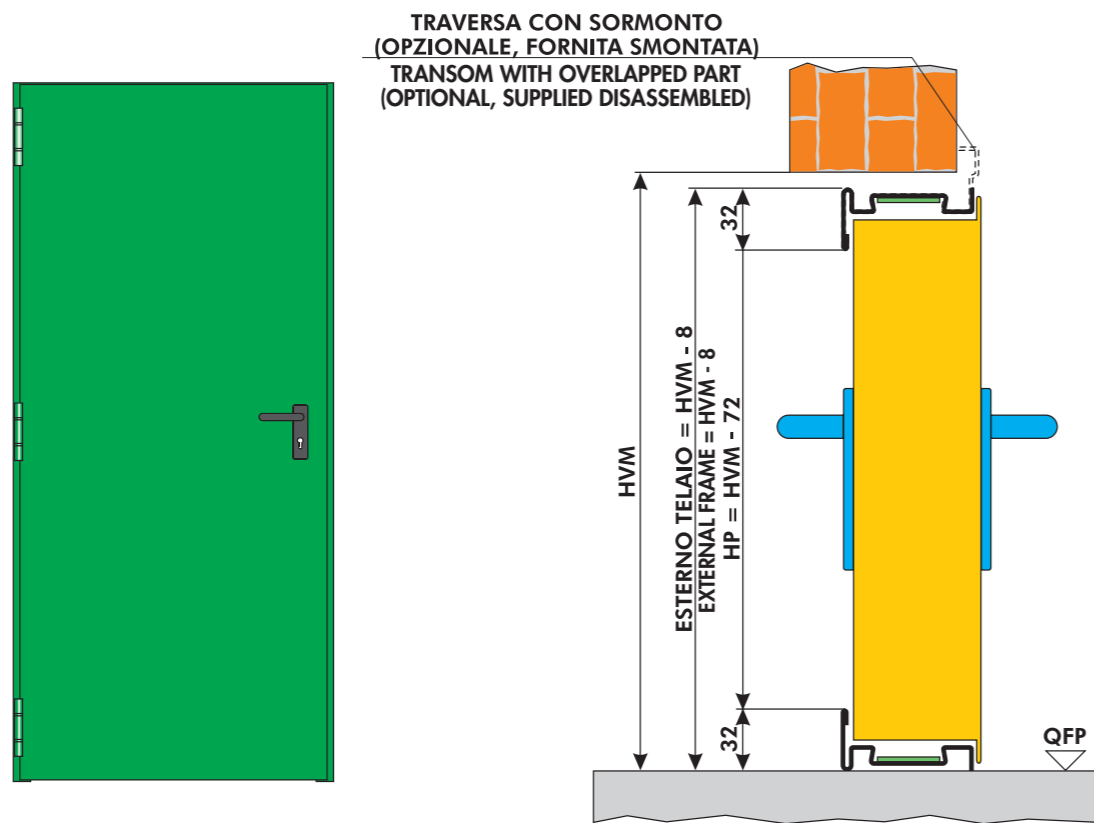 TRAVERSA CON SORMONTO
(OPZIONALE, FORNITA SMONTATA)
TRANSOM WITH OVERLAPPED PART
(OPTIONAL, SUPPLIED DISASSEMBLED)
32
HVM
ESTERNO TELAIO = HVM - 8
EXTERNAL FRAME = HVM - 8
HP = HVM - 72
32
QFP